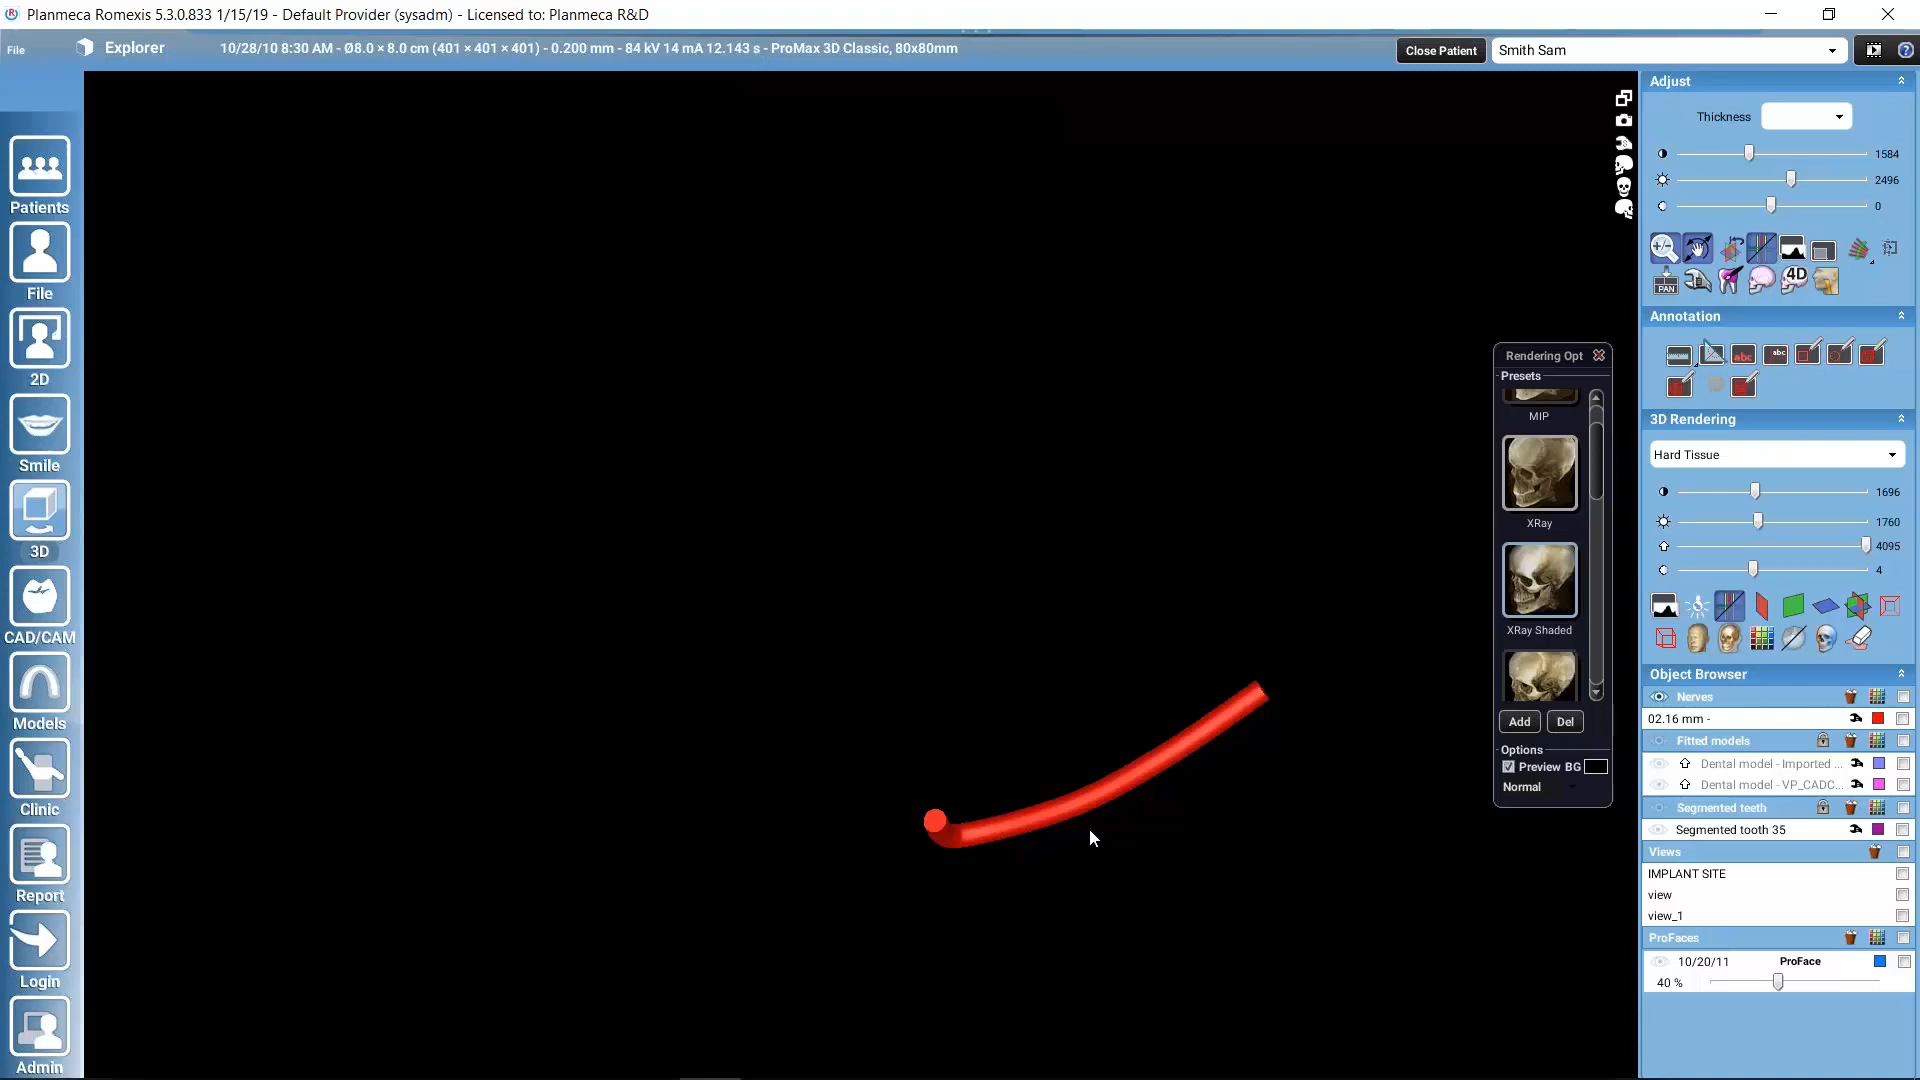 Planmeca Romexis 5.3.0.833 1/15/19 - Default Provider (sysadm) - Licensed to: Planmeca R&D
File
Explorer
10/28/10 8:30 AM - Ø8.0 × 8.0 cm (401 × 401 × 401) - 0.200 mm - 84 kV 14 mA 12.143 s - ProMax 3D Classic, 80x80mm
Close Patient
Smith Sam
Patients
File
2D
Smile
3D
CAD/CAM
Models
Clinic
Report
Login
Admin
Rendering Opt
Presets
MIP
XRay
XRay Shaded
Add
Del
Options
Preview BG
Normal
Adjust
Thickness
1584
2496
0
PAN
4D
Annotation
abc
abc
3D Rendering
Hard Tissue
1696
1760
4095
4
Object Browser
Nerves
02.16 mm -
Fitted models
Dental model - Imported ...
Dental model - VP_CADC...
Segmented teeth
Segmented tooth 35
Views
IMPLANT SITE
view
view_1
ProFaces
10/20/11 ProFace
40 %